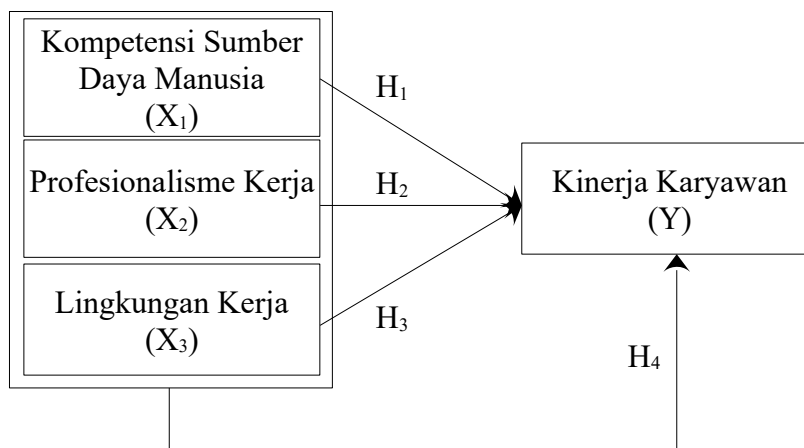 Kompetensi Sumber
Daya Manusia
(X₁)
H₁
Profesionalisme Kerja
(X₂)
H₂
Kinerja Karyawan
(Y)
Lingkungan Kerja
(X₃)
H₃
H₄